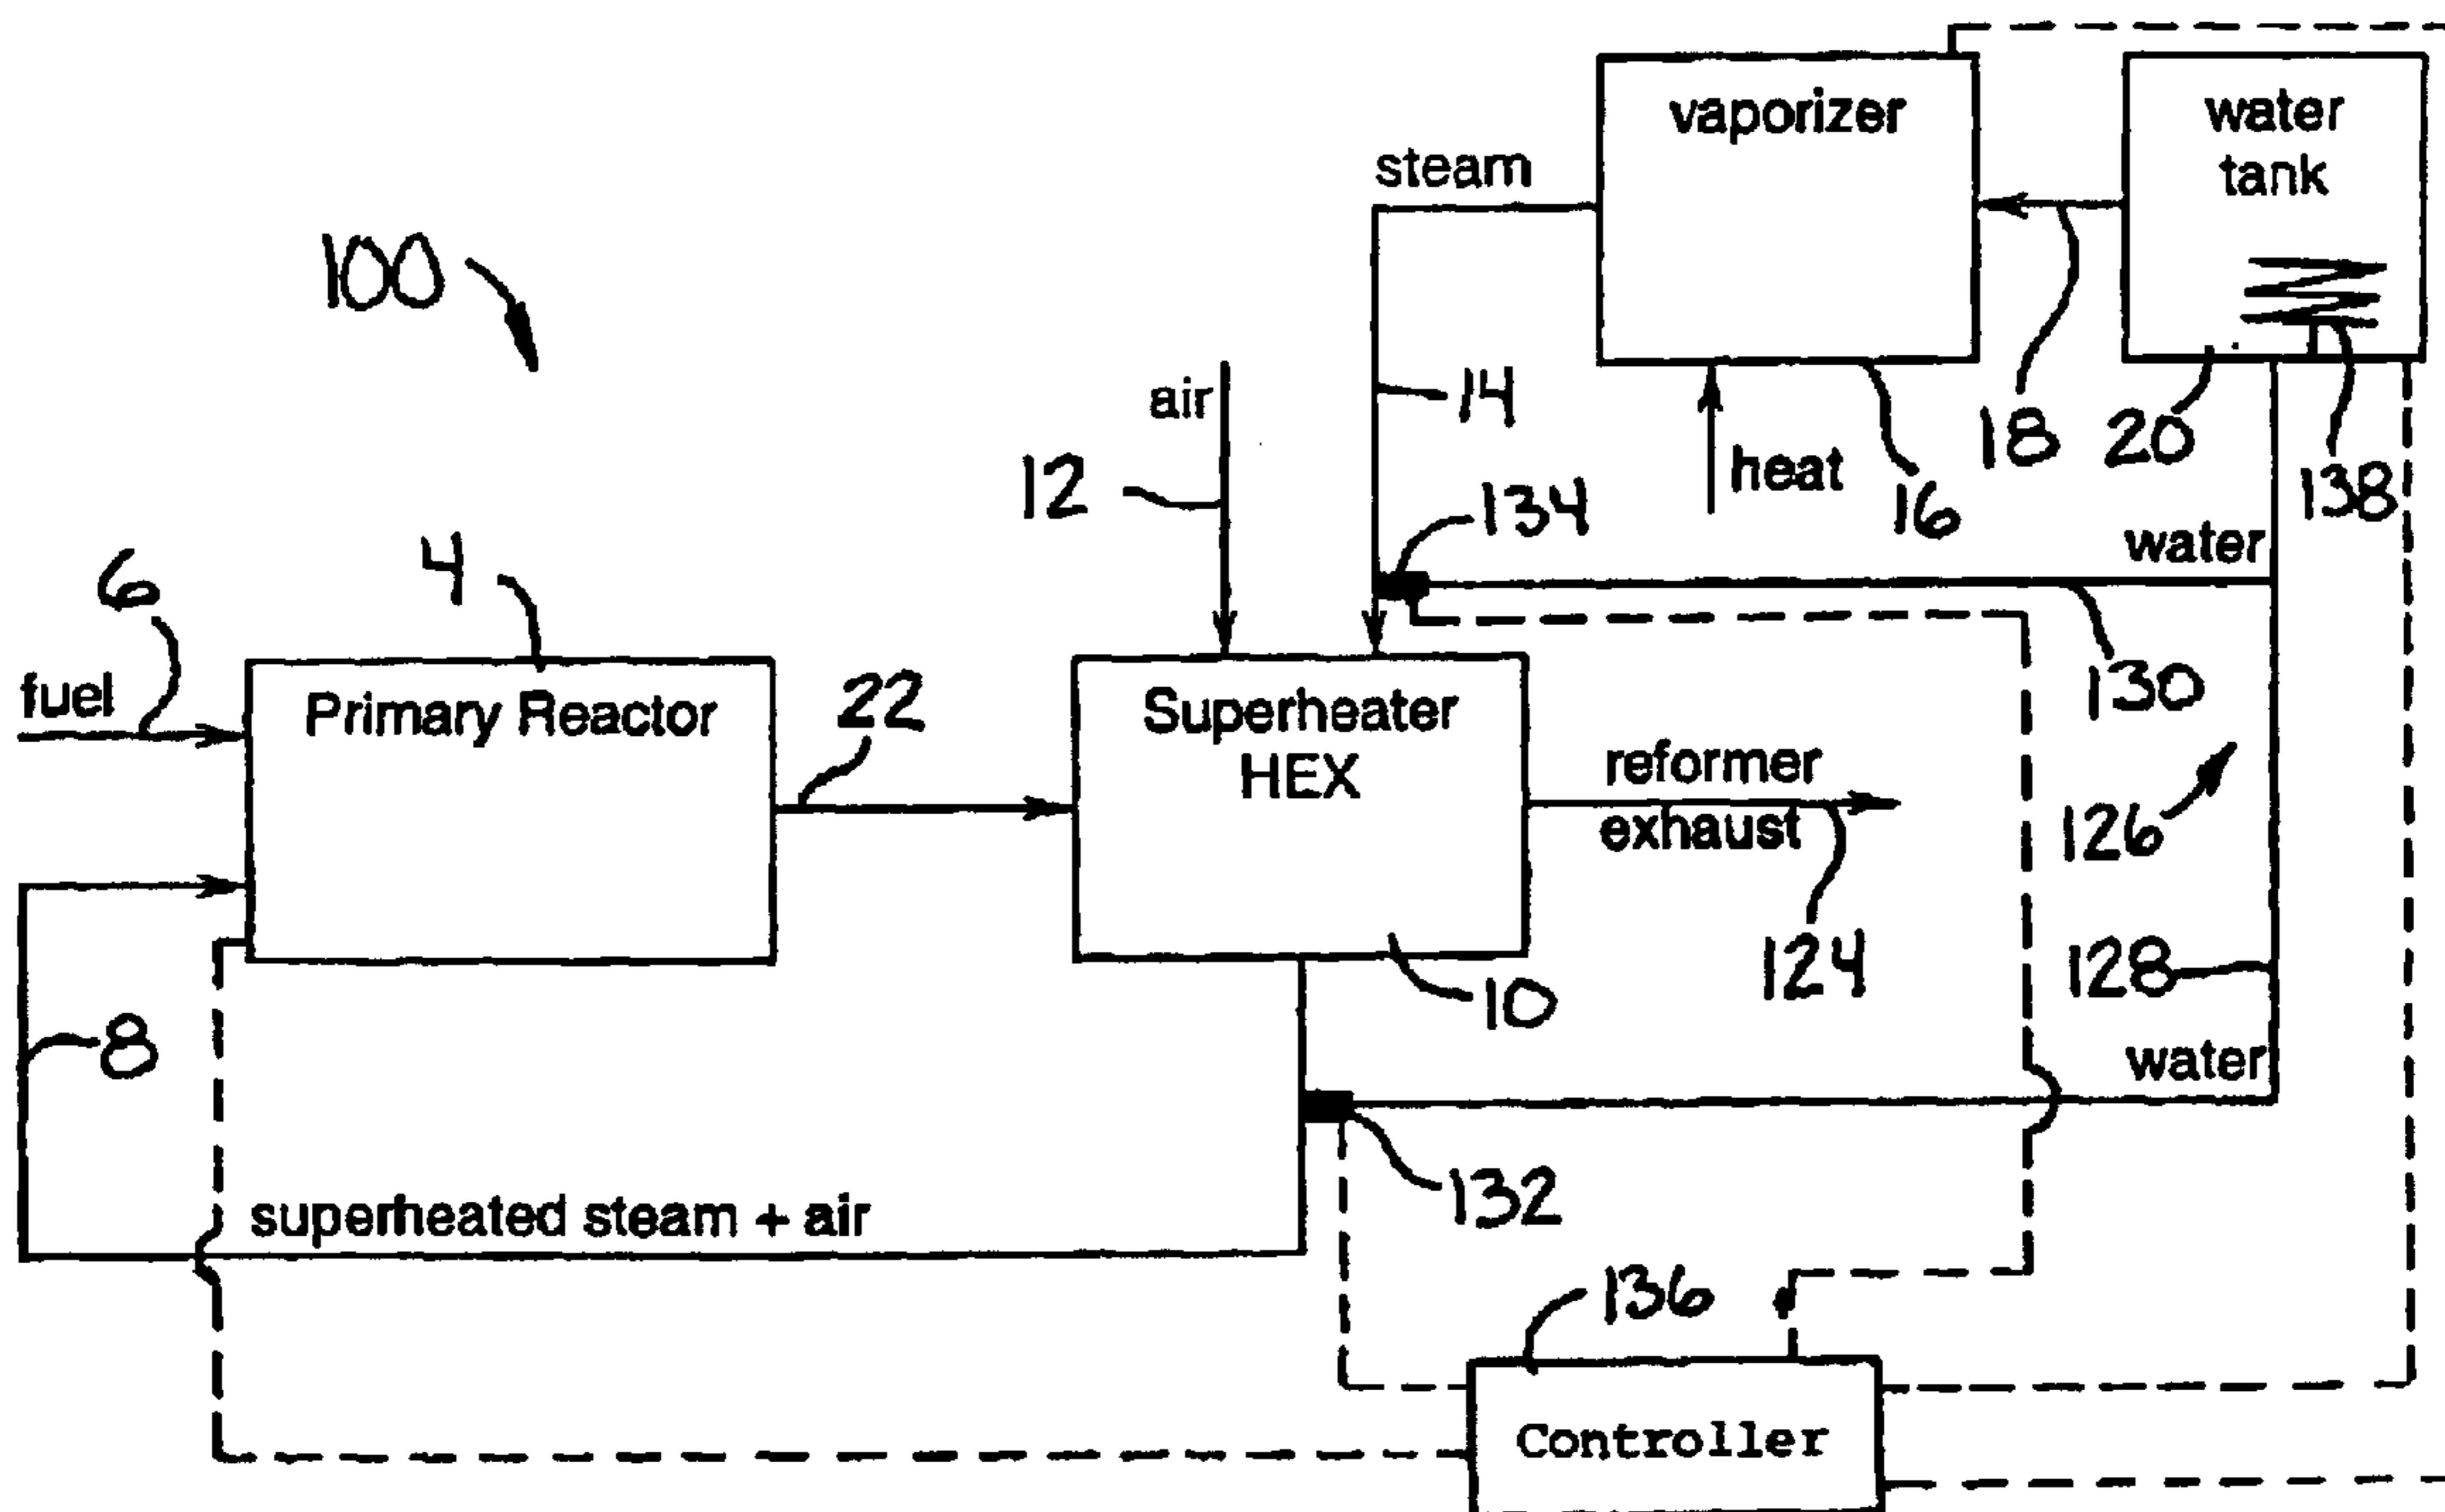 vaporizer
water
tank
steam
100
air
14
18
20
heat
138
12
134
16
water
4
6
130
fuel
Primary Reactor
22
Superheater
HEX
reformer
exhaust
126
124
128
10
8
water
132
superheated steam + air
136
Controller